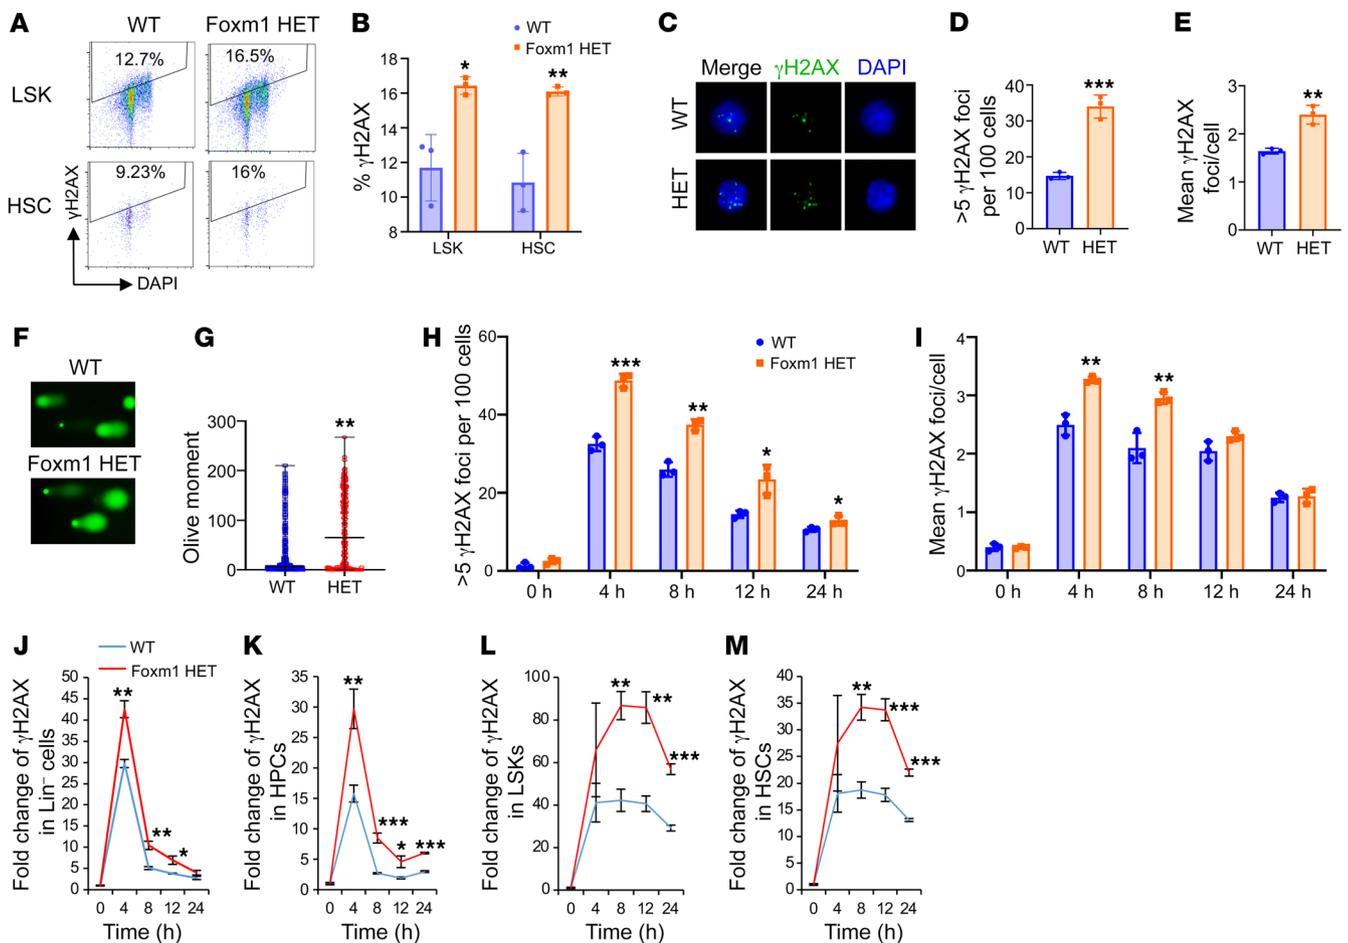 A
WT
Foxm1 HET
LSK
12.7%
16.5%
HSC
9.23%
16%
γH2AX
DAPI
B
WT
Foxm1 HET
% γH2AX
18
16
14
12
10
8
*
**
LSK
HSC
C
Merge
γH2AX
DAPI
WT
HET
D
>5 γH2AX foci
per 100 cells
40
30
20
10
0
***
WT
HET
E
Mean γH2AX
foci/cell
3
2
1
0
**
WT
HET
F
WT
Foxm1 HET
G
Olive moment
300
200
100
0
**
WT
HET
H
>5 γH2AX foci per 100 cells
60
40
20
0
WT
Foxm1 HET
***
**
*
*
0 h
4 h
8 h
12 h
24 h
I
Mean γH2AX foci/cell
4
3
2
1
0
**
**
0 h
4 h
8 h
12 h
24 h
J
WT
Foxm1 HET
Fold change of γH2AX
in Lin⁻ cells
50
45
40
35
30
25
20
15
10
5
0
**
**
*
0 4 8 12 24
Time (h)
K
Fold change of γH2AX
in HPCs
35
30
25
20
15
10
5
0
**
***
*
***
0 4 8 12 24
Time (h)
L
Fold change of γH2AX
in LSKs
100
80
60
40
20
0
**
**
***
0 4 8 12 24
Time (h)
M
Fold change of γH2AX
in HSCs
40
35
30
25
20
15
10
5
0
**
***
***
0 4 8 12 24
Time (h)